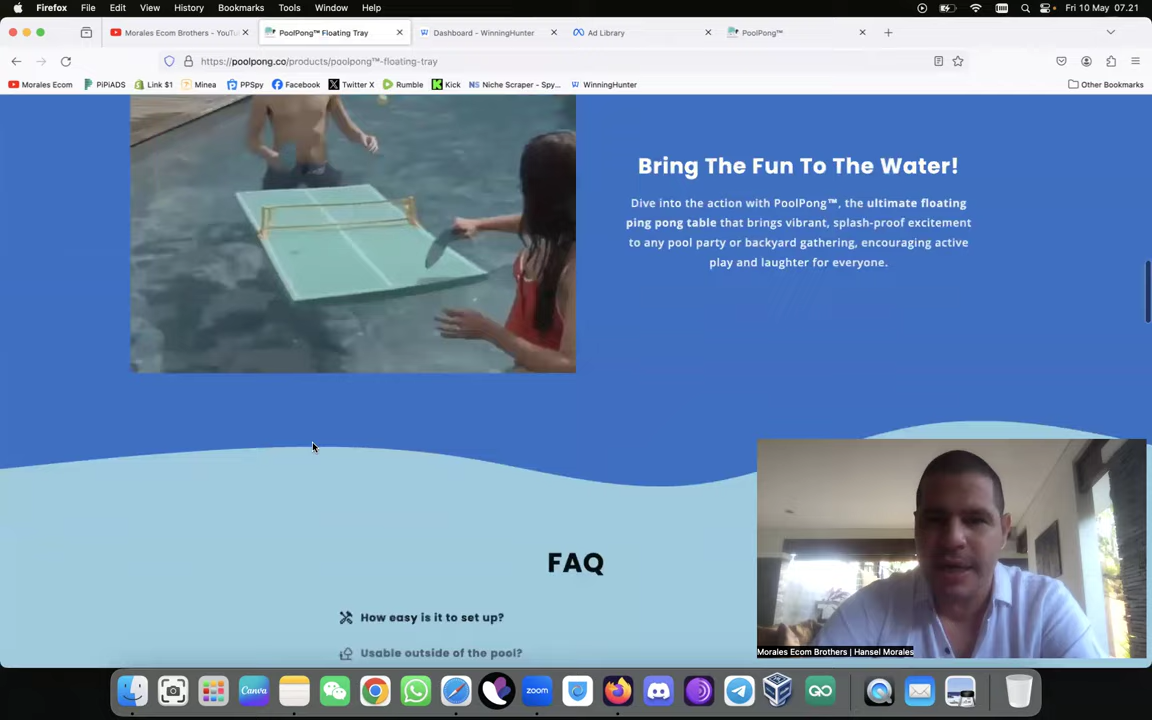 Firefox File Edit View History Bookmarks Tools Window Help Fri 10 May 07.21
Morales Ecom Brothers - YouTu PoolPong™ Floating Tray Dashboard - WinningHunter Ad Library PoolPong™
https://poolpong.co/products/poolpong™-floating-tray
Morales Ecom PiPiADS Link $1 Minea PPSpy Facebook Twitter X Rumble Kick Niche Scraper - Spy... WinningHunter Other Bookmarks
Bring The Fun To The Water!
Dive into the action with PoolPong™, the ultimate floating
ping pong table that brings vibrant, splash-proof excitement
to any pool party or backyard gathering, encouraging active
play and laughter for everyone.
FAQ
How easy is it to set up?
Usable outside of the pool?
Morales Ecom Brothers | Hansel Morales
Canva
zoom